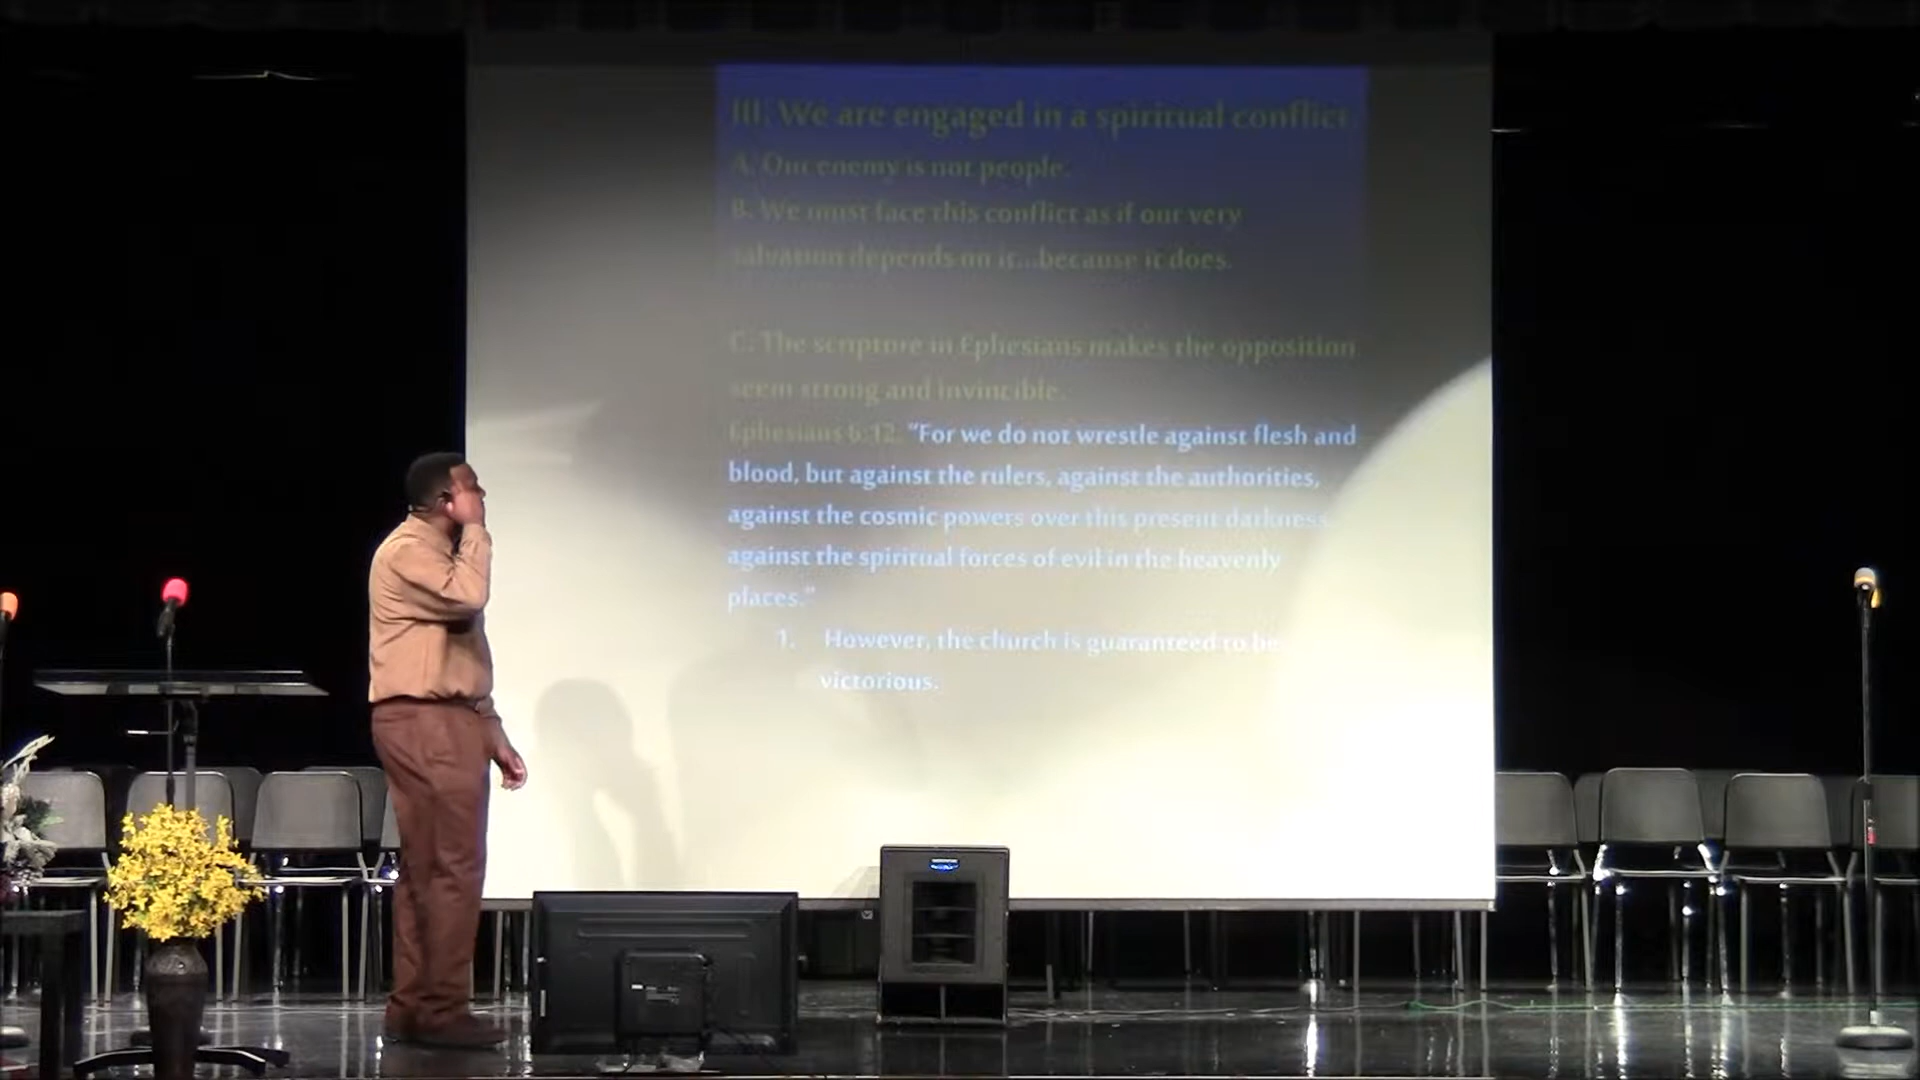 III. We are engaged in a spiritual conflict
A. Our enemy is not people.
B. We must face this conflict as if our very
salvation depends on it...because it does.
C. The scripture in Ephesians makes the opposition
seem strong and invincible.
Ephesians 6:12. "For we do not wrestle against flesh and
blood, but against the rulers, against the authorities,
against the cosmic powers over this present darkness
against the spiritual forces of evil in the heavenly
places."
1. However, the church is guaranteed to be
victorious.